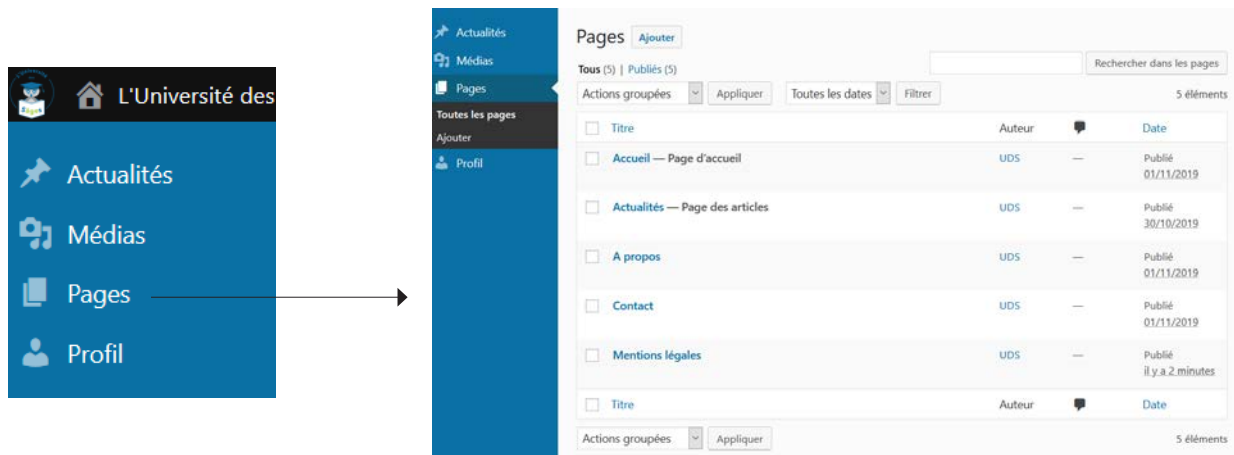 L'Université des
Actualités
Médias
Pages
Profil
Actualités
Médias
Pages
Toutes les pages
Ajouter
Profil
Pages Ajouter
Tous (5) | Publiés (5)
Rechercher dans les pages
Actions groupées Appliquer Toutes les dates Filtrer 5 éléments
Titre Auteur Date
Accueil — Page d'accueil UDS — Publié
01/11/2019
Actualités — Page des articles UDS — Publié
30/10/2019
A propos UDS — Publié
01/11/2019
Contact UDS — Publié
01/11/2019
Mentions légales UDS — Publié
il y a 2 minutes
Titre Auteur Date
Actions groupées Appliquer 5 éléments